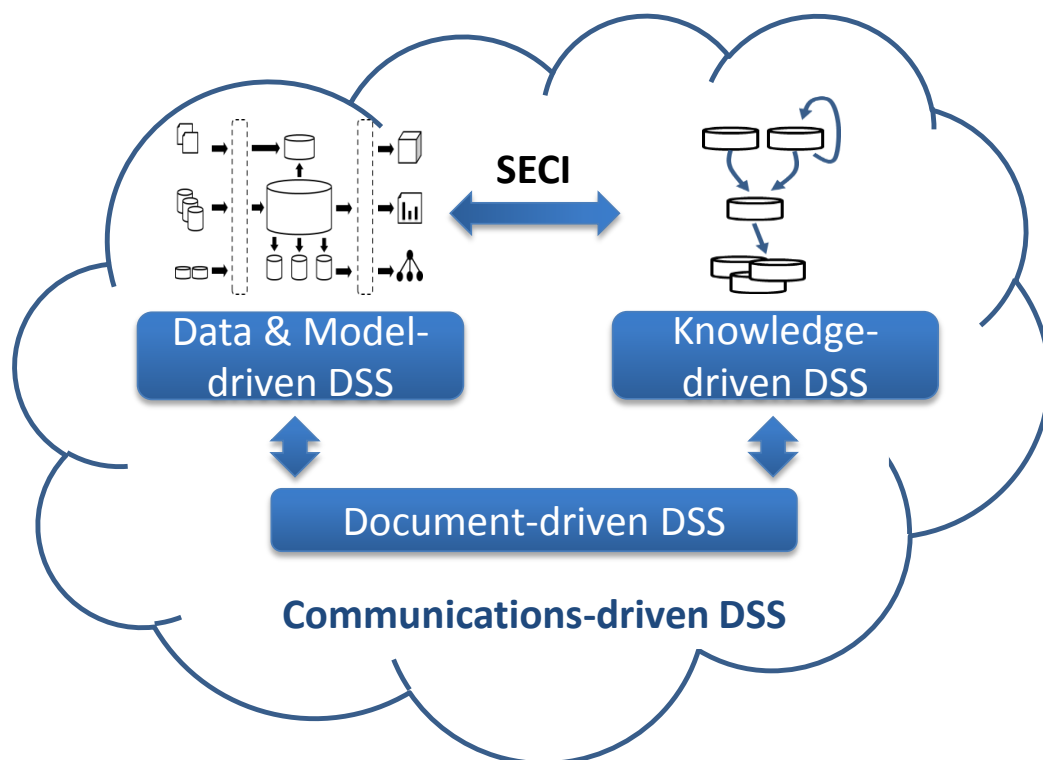 SECI
Data & Model-
driven DSS
Knowledge-
driven DSS
Document-driven DSS
Communications-driven DSS